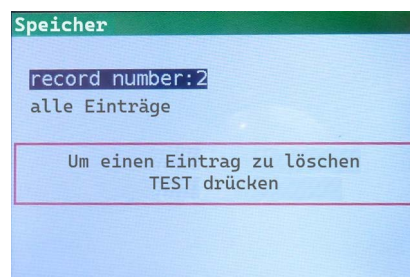 Speicher
record number:2
alle Einträge
Um einen Eintrag zu löschen
TEST drücken